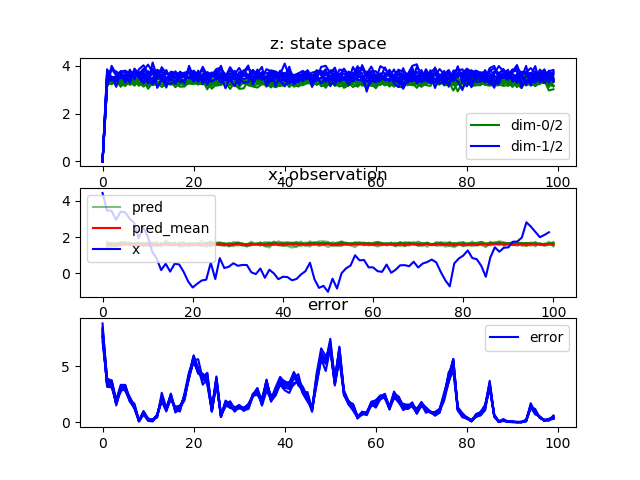 z: state space
4
2
0
dim-0/2
dim-1/2
0 20 40 60 80 100
x: observation
4
2
0
pred
pred_mean
x
0 20 40 60 80 100
error
5
0
error
0 20 40 60 80 100